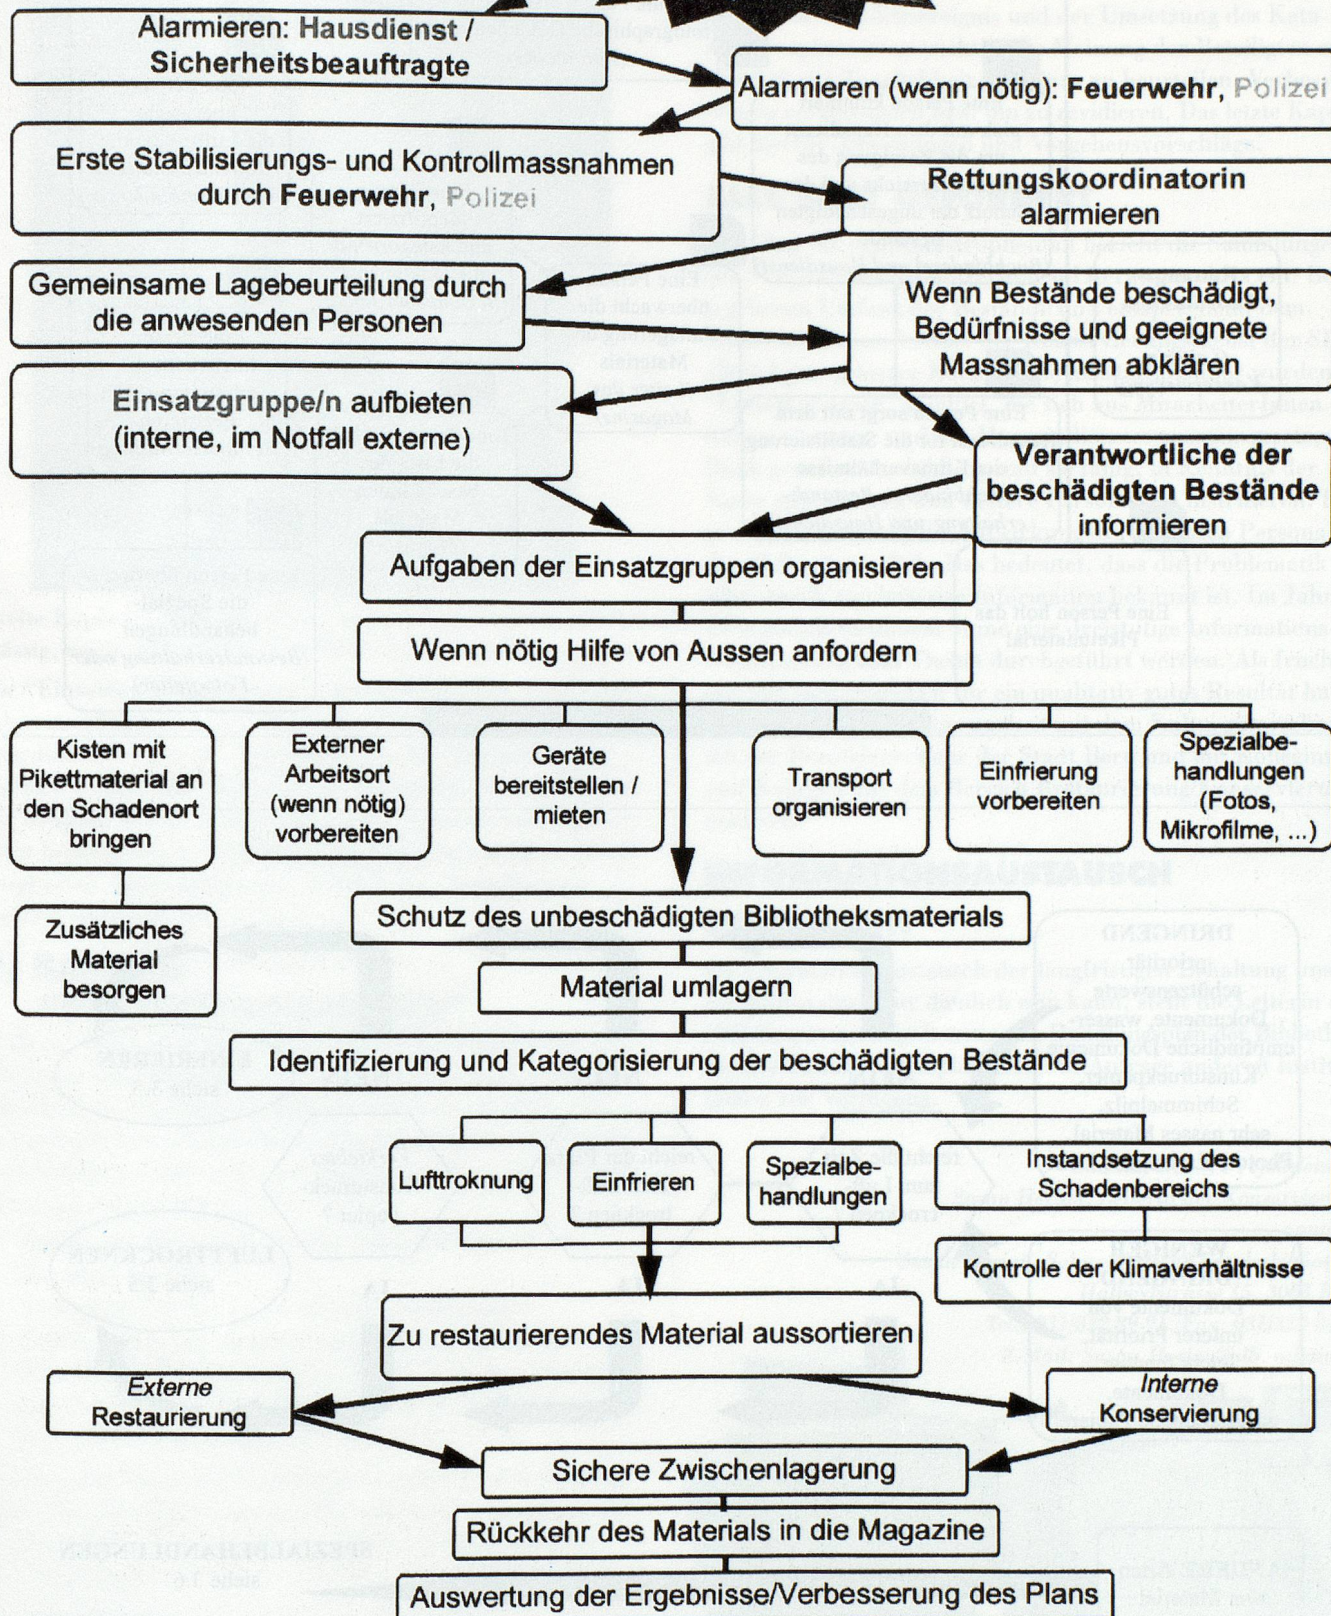 Alarmieren: Hausdienst /
Sicherheitsbeauftragte
Alarmieren (wenn nötig): Feuerwehr, Polizei
Erste Stabilisierungs- und Kontrollmassnahmen
durch Feuerwehr, Polizei
Rettungskoordinatorin
alarmieren
Gemeinsame Lagebeurteilung durch
die anwesenden Personen
Wenn Bestände beschädigt,
Bedürfnisse und geeignete
Massnahmen abklären
Einsatzgruppe/n aufbieten
(interne, im Notfall externe)
Verantwortliche der
beschädigten Bestände
informieren
Aufgaben der Einsatzgruppen organisieren
Wenn nötig Hilfe von Aussen anfordern
Kisten mit
Pikettmaterial an
den Schadenort
bringen
Externer
Arbeitsort
(wenn nötig)
vorbereiten
Geräte
bereitstellen /
mieten
Transport
organisieren
Einfrierung
vorbereiten
Spezialbe-
handlungen
(Fotos,
Mikrofilme, ...)
Zusätzliches
Material
besorgen
Schutz des unbeschädigten Bibliotheksmaterials
Material umlagern
Identifizierung und Kategorisierung der beschädigten Bestände
Lufttroknung
Einfrieren
Spezialbe-
handlungen
Instandsetzung des
Schadenbereichs
Kontrolle der Klimaverhältnisse
Zu restaurierendes Material aussortieren
Externe
Restaurierung
Interne
Konservierung
Sichere Zwischenlagerung
Rückkehr des Materials in die Magazine
Auswertung der Ergebnisse/Verbesserung des Plans